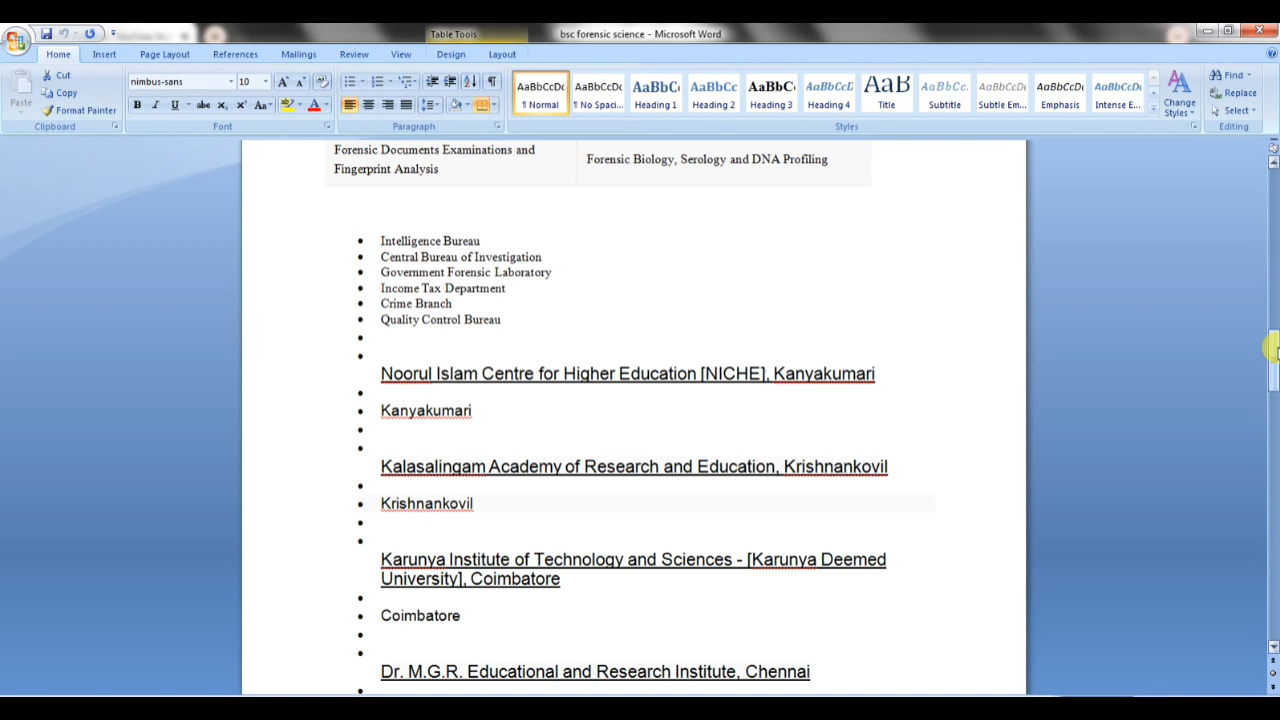 Table Tools
bsc forensic science - Microsoft Word
Home Insert Page Layout References Mailings Review View Design Layout
Paste
Cut
Copy
Format Painter
Clipboard
nimbus-sans 10
Font
Paragraph
AaBbCcDc AaBbCcDc AaBbC AaBbCc AaBbCc AaBbCcDd AaB AaBbCc. AaBbCcDd AaBbCcDd AaBbCcDd
¶ Normal ¶ No Spaci... Heading 1 Heading 2 Heading 3 Heading 4 Title Subtitle Subtle Em... Emphasis Intense E...
Change Styles
Styles
Find
Replace
Select
Editing
Forensic Documents Examinations and
Fingerprint Analysis
Forensic Biology, Serology and DNA Profiling
• Intelligence Bureau
• Central Bureau of Investigation
• Government Forensic Laboratory
• Income Tax Department
• Crime Branch
• Quality Control Bureau
Noorul Islam Centre for Higher Education [NICHE], Kanyakumari
• Kanyakumari
Kalasalingam Academy of Research and Education, Krishnankovil
• Krishnankovil
Karunya Institute of Technology and Sciences - [Karunya Deemed
University], Coimbatore
• Coimbatore
Dr. M.G.R. Educational and Research Institute, Chennai